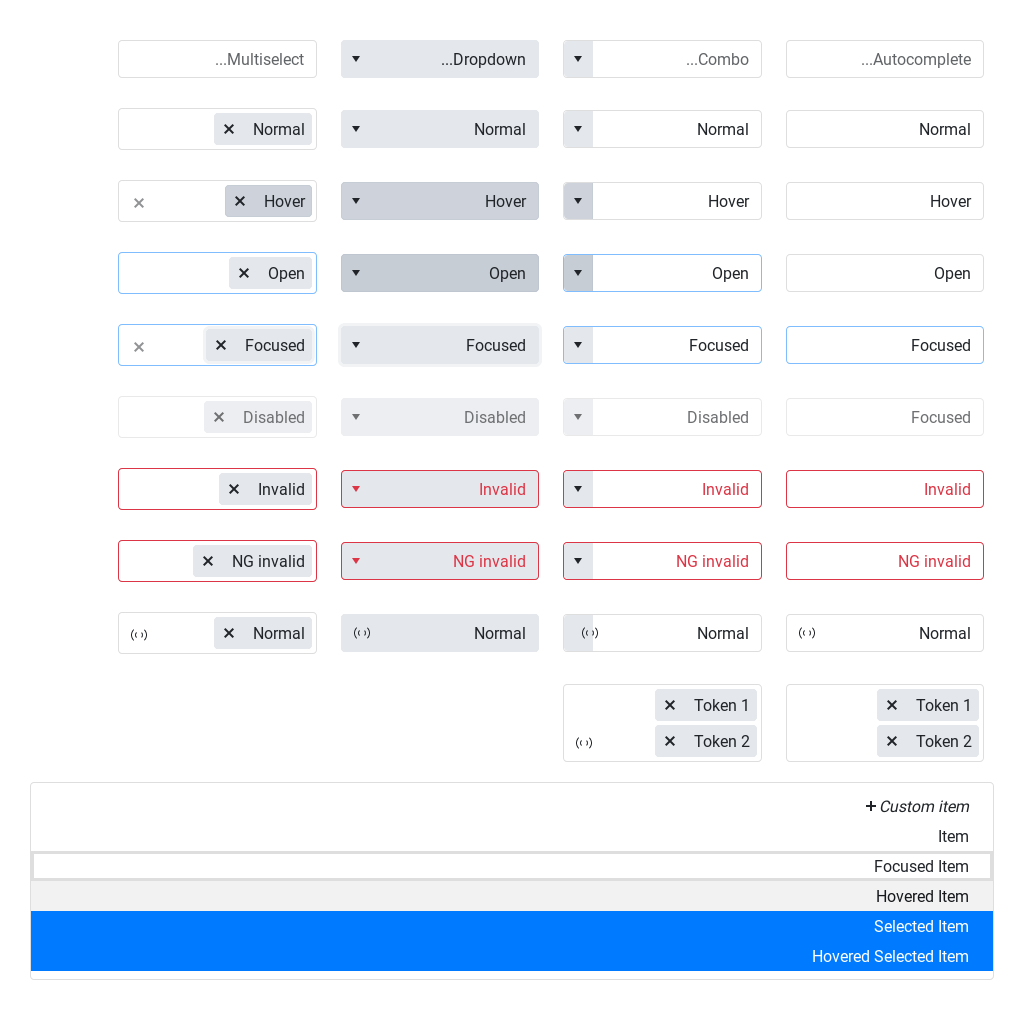 ...Multiselect ...Dropdown ...Combo ...Autocomplete
Normal Normal Normal Normal
Hover Hover Hover Hover
Open Open Open Open
Focused Focused Focused Focused
Disabled Disabled Disabled Focused
Invalid Invalid Invalid Invalid
NG invalid NG invalid NG invalid NG invalid
Normal Normal Normal Normal
Token 1 Token 1
Token 2 Token 2
+ Custom item
Item
Focused Item
Hovered Item
Selected Item
Hovered Selected Item